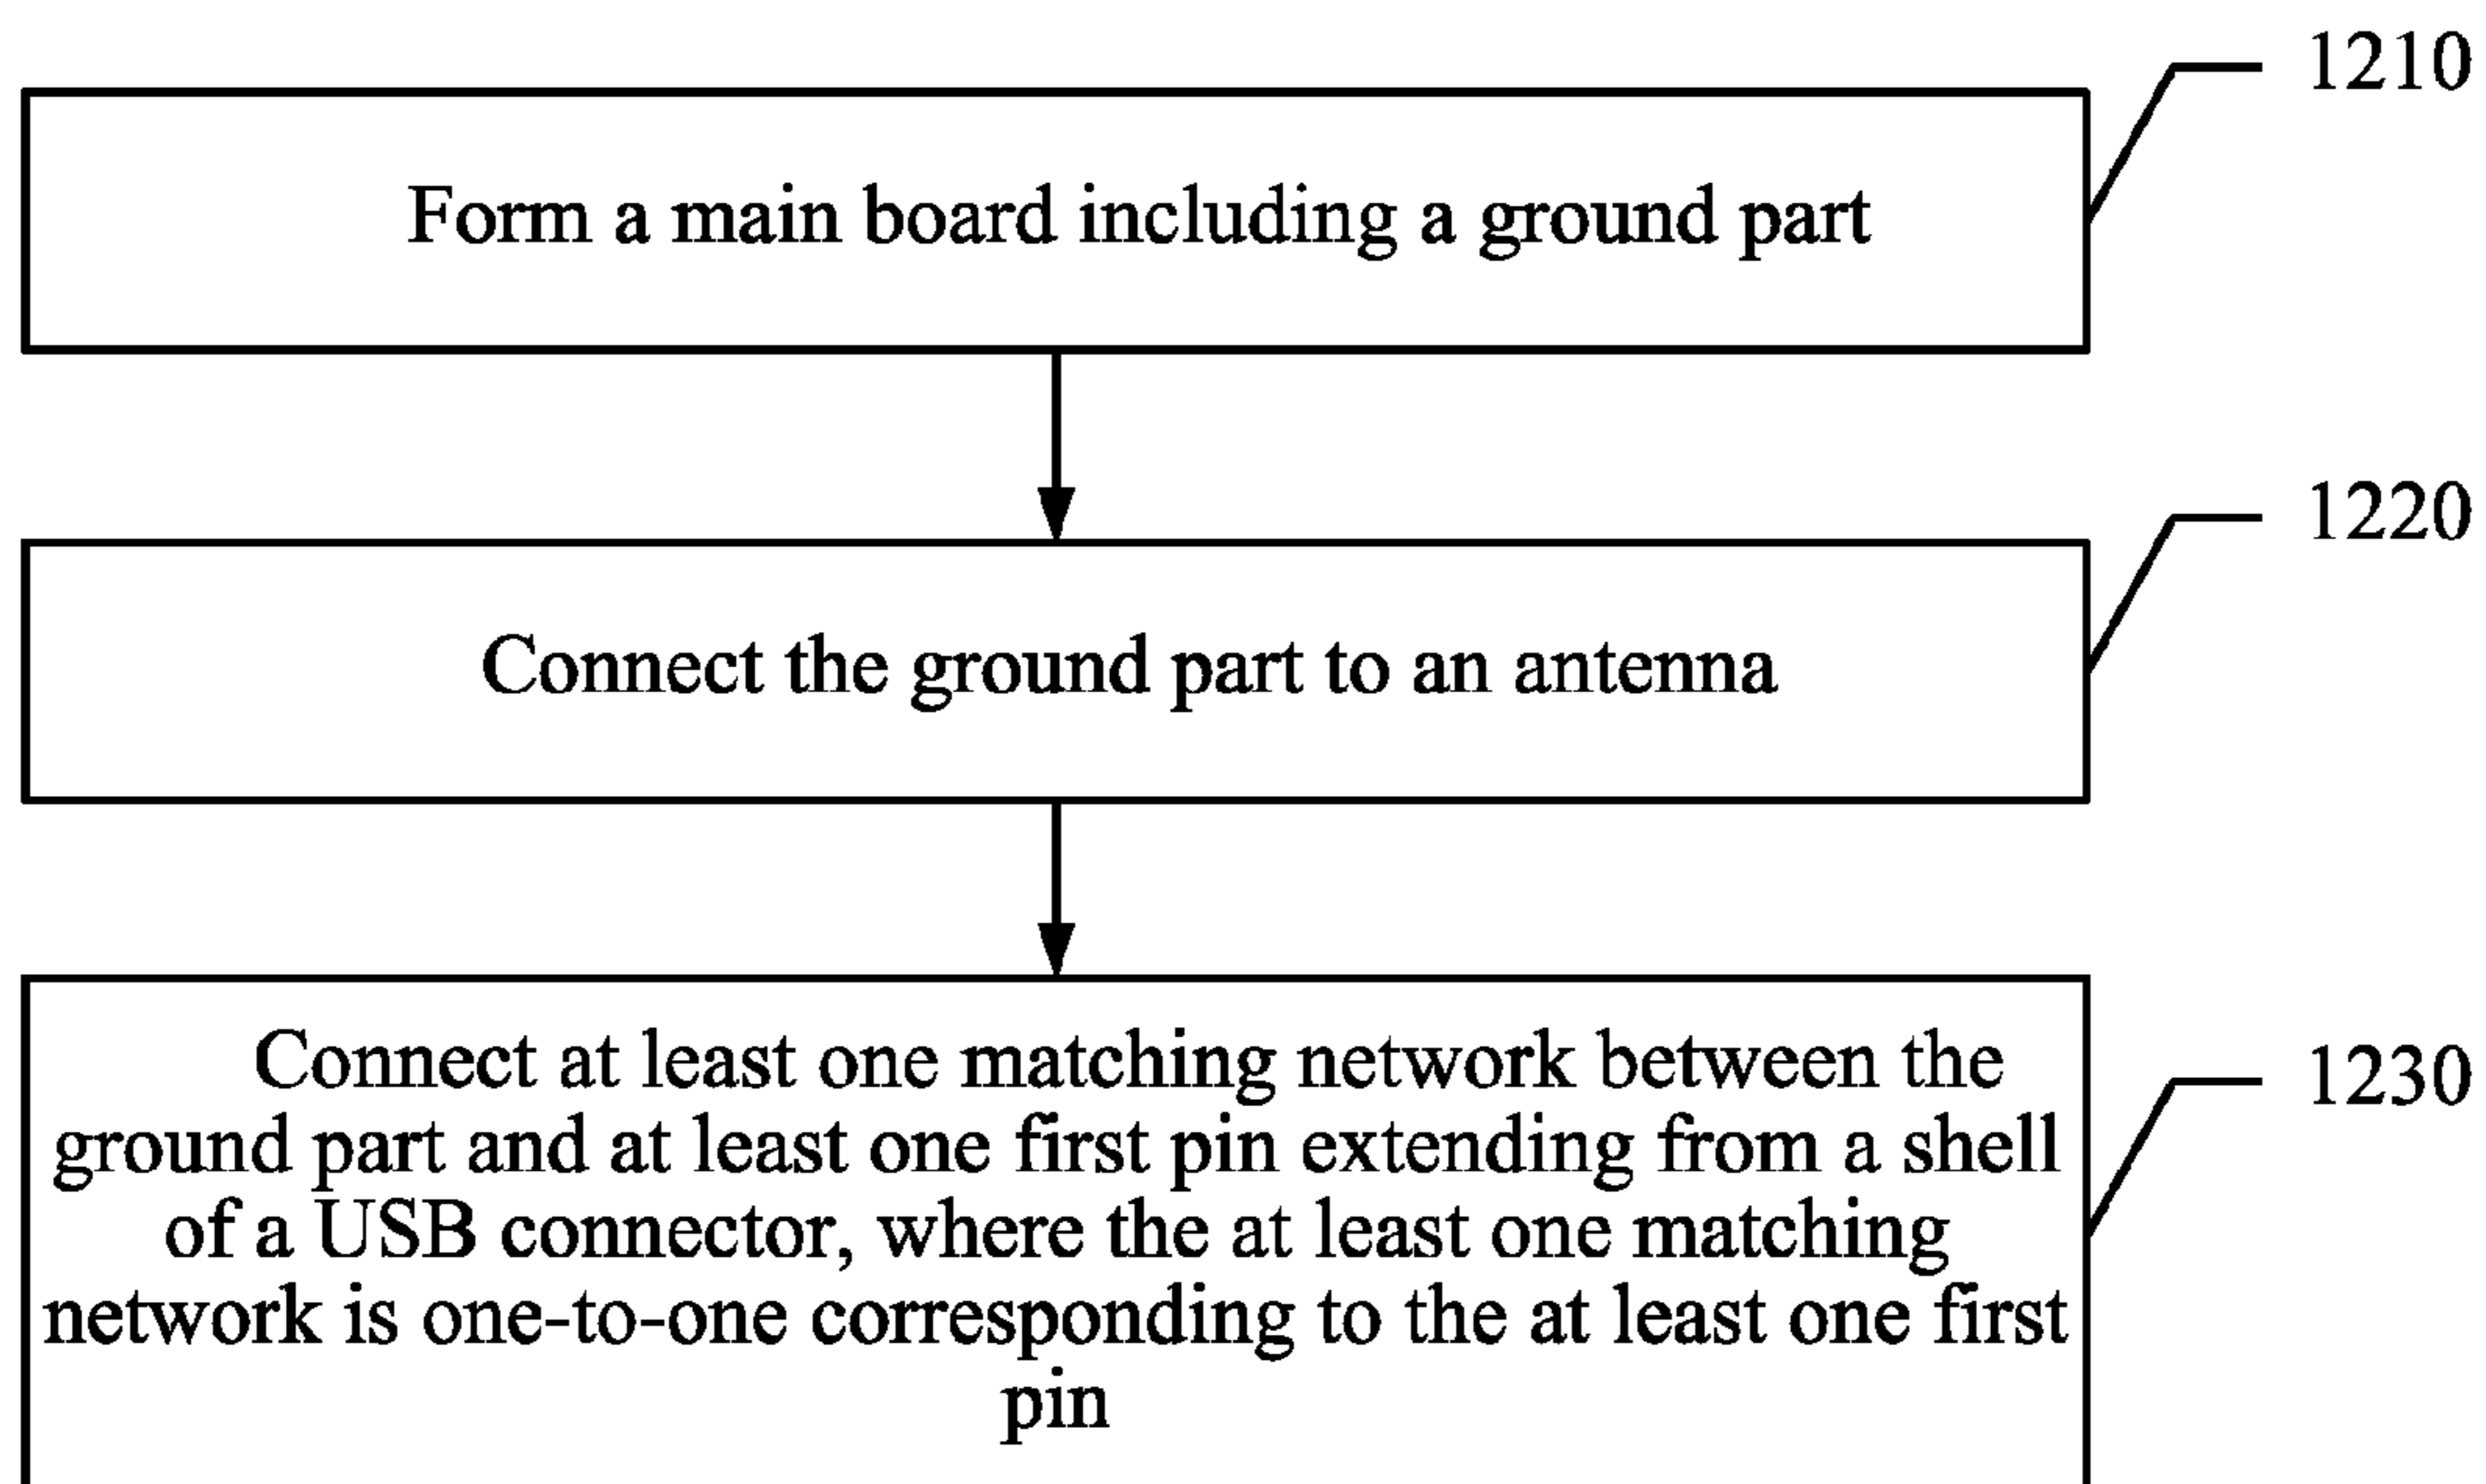 1210
Form a main board including a ground part
1220
Connect the ground part to an antenna
1230
Connect at least one matching network between the
ground part and at least one first pin extending from a shell
of a USB connector, where the at least one matching
network is one-to-one corresponding to the at least one first
pin